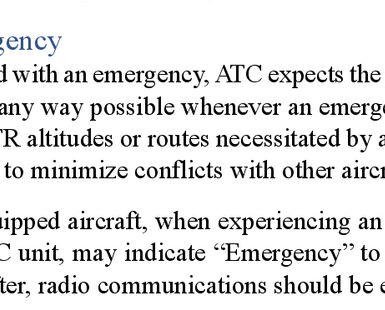 gency
d with an emergency, ATC expects the
any way possible whenever an emerge
TR altitudes or routes necessitated by a
to minimize conflicts with other aircr
uipped aircraft, when experiencing an
C unit, may indicate “Emergency” to
ter, radio communications should be e